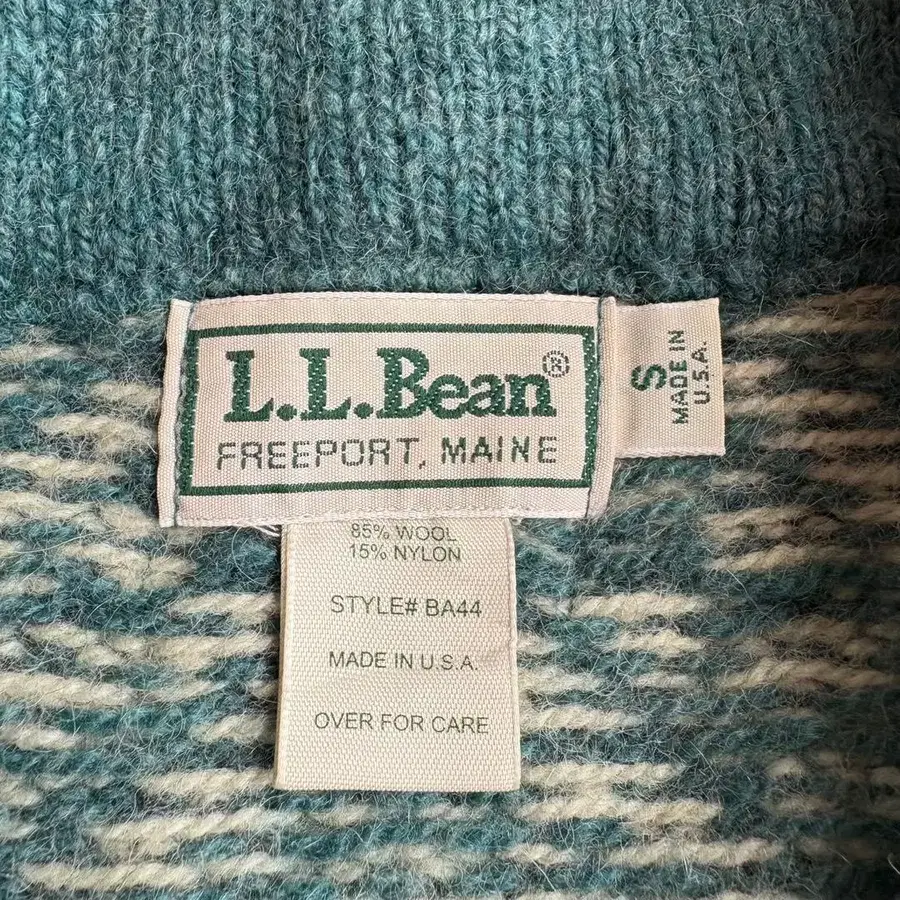 L.L.Bean®
FREEPORT, MAINE
S
MADE IN
U.S.A.
85% WOOL
15% NYLON
STYLE# BA44
MADE IN U.S.A.
OVER FOR CARE